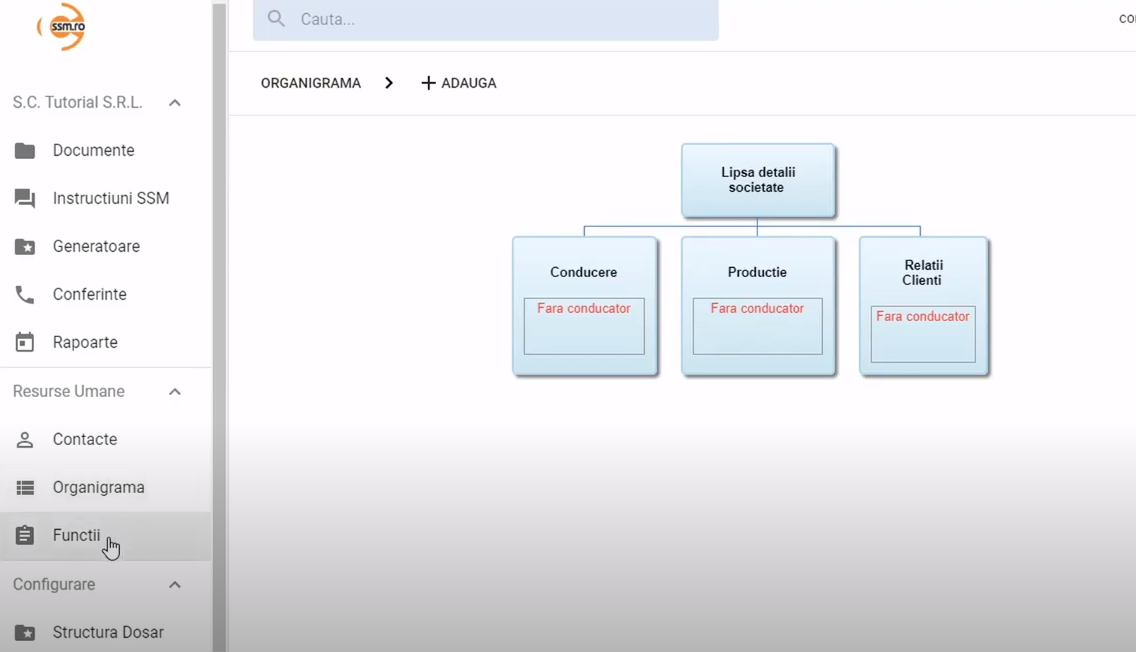 ssm.ro
Cauta...
S.C. Tutorial S.R.L.
Documente
Instructiuni SSM
Generatoare
Conferinte
Rapoarte
Resurse Umane
Contacte
Organigrama
Functii
Configurare
Structura Dosar
ORGANIGRAMA
ADAUGA
Lipsa detalii
societate
Conducere
Fara conducator
Productie
Fara conducator
Relatii
Clienti
Fara conducator